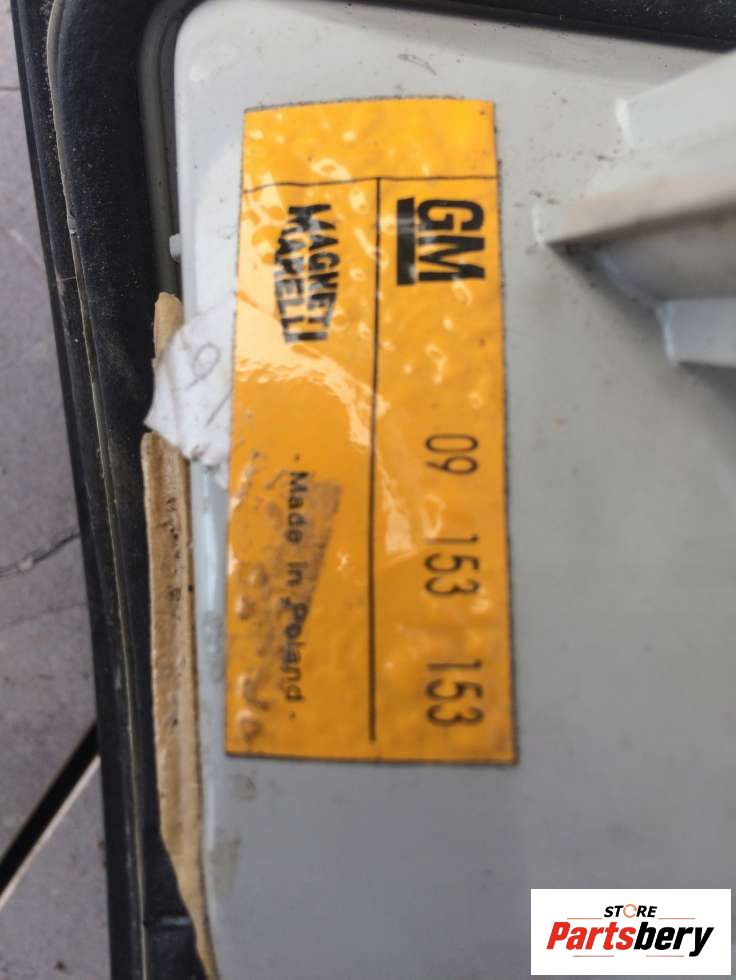 GM
09 153 153
MAGNETI
MARELLI
- Made in Poland -
STORE
Partsbery